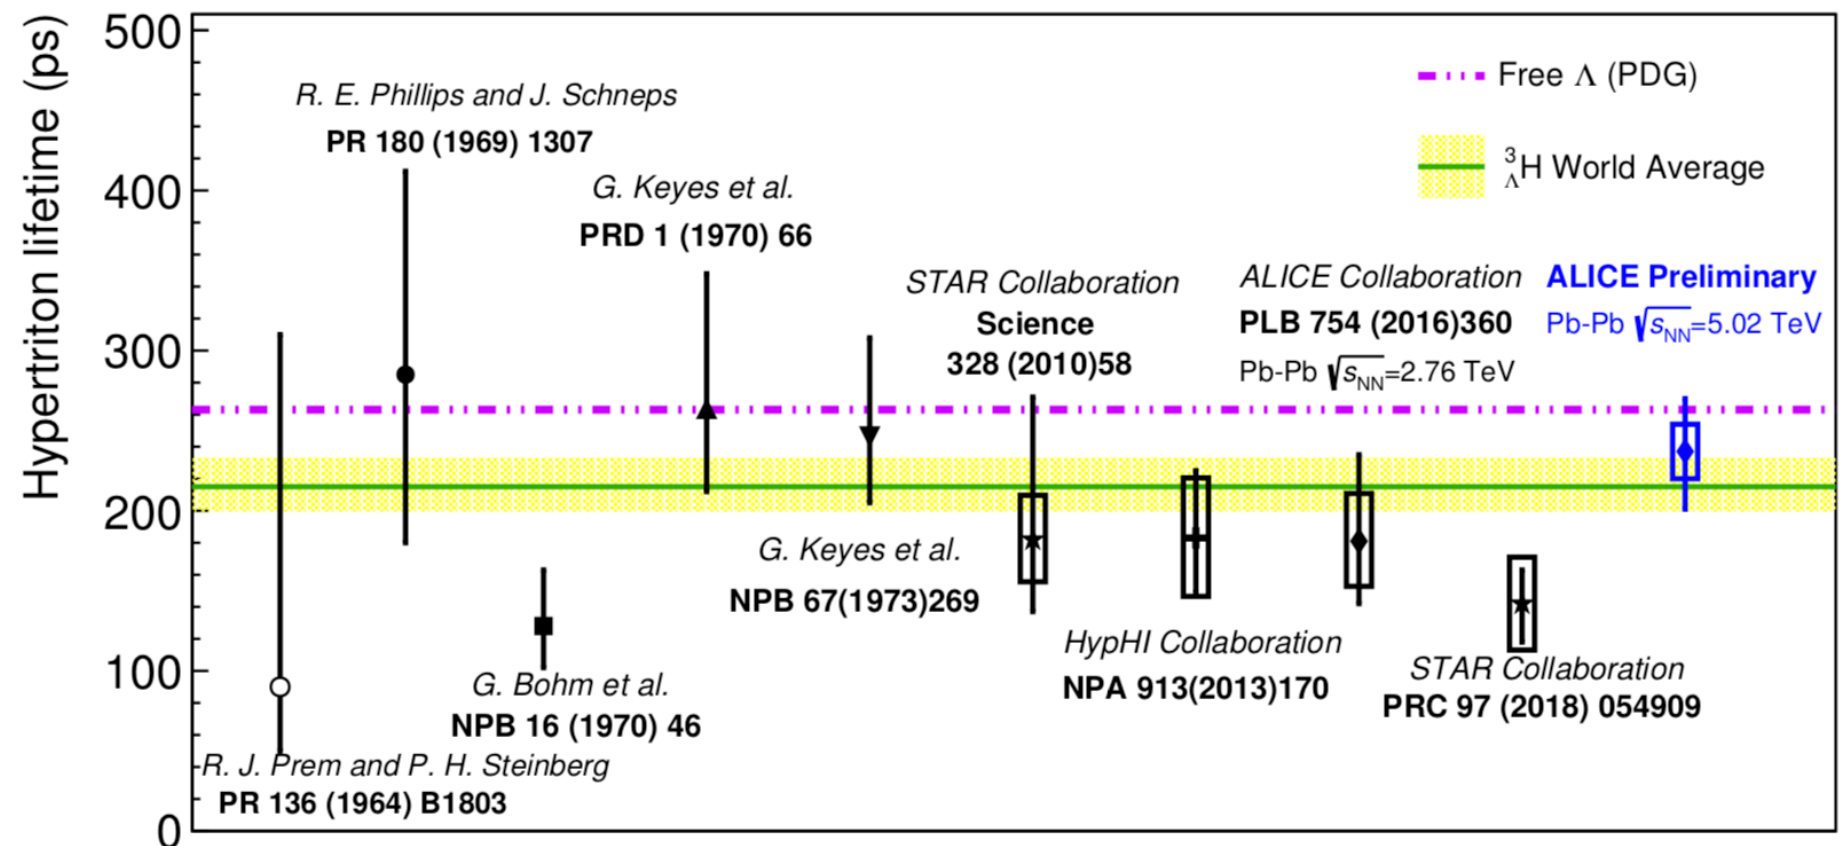 Hypertriton lifetime (ps)
500
400
300
200
100
0
R. E. Phillips and J. Schneps
PR 180 (1969) 1307
G. Keyes et al.
PRD 1 (1970) 66
Free Λ (PDG)
³ΛH World Average
STAR Collaboration
Science
328 (2010)58
ALICE Collaboration
PLB 754 (2016)360
Pb-Pb √sNN=2.76 TeV
ALICE Preliminary
Pb-Pb √sNN=5.02 TeV
G. Keyes et al.
NPB 67(1973)269
HypHI Collaboration
NPA 913(2013)170
STAR Collaboration
PRC 97 (2018) 054909
G. Bohm et al.
NPB 16 (1970) 46
R. J. Prem and P. H. Steinberg
PR 136 (1964) B1803